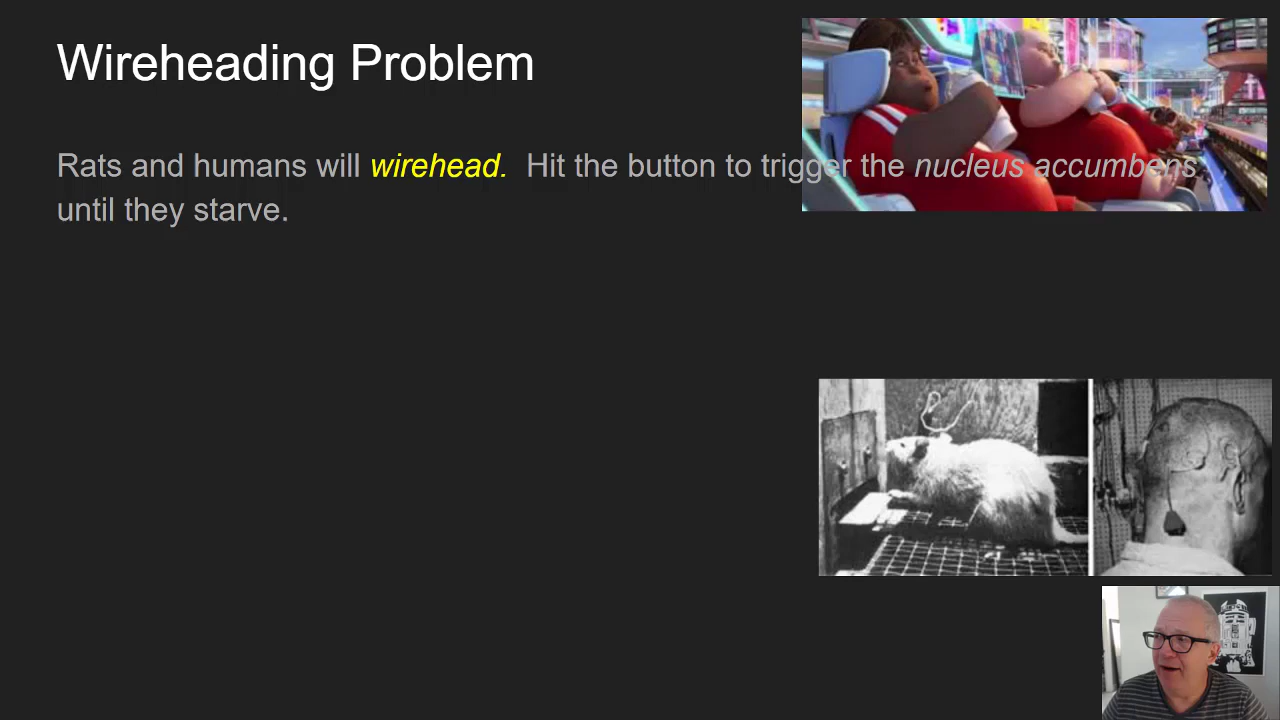 Wireheading Problem
Rats and humans will wirehead.  Hit the button to trigger the nucleus accumbens
until they starve.